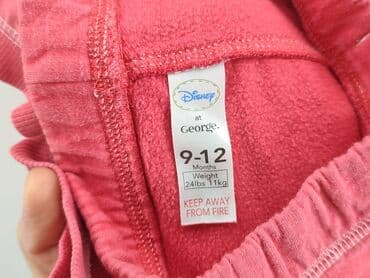 Disney
at
George.
9-12
Months
Weight
24lbs 11kg
KEEP AWAY
FROM FIRE